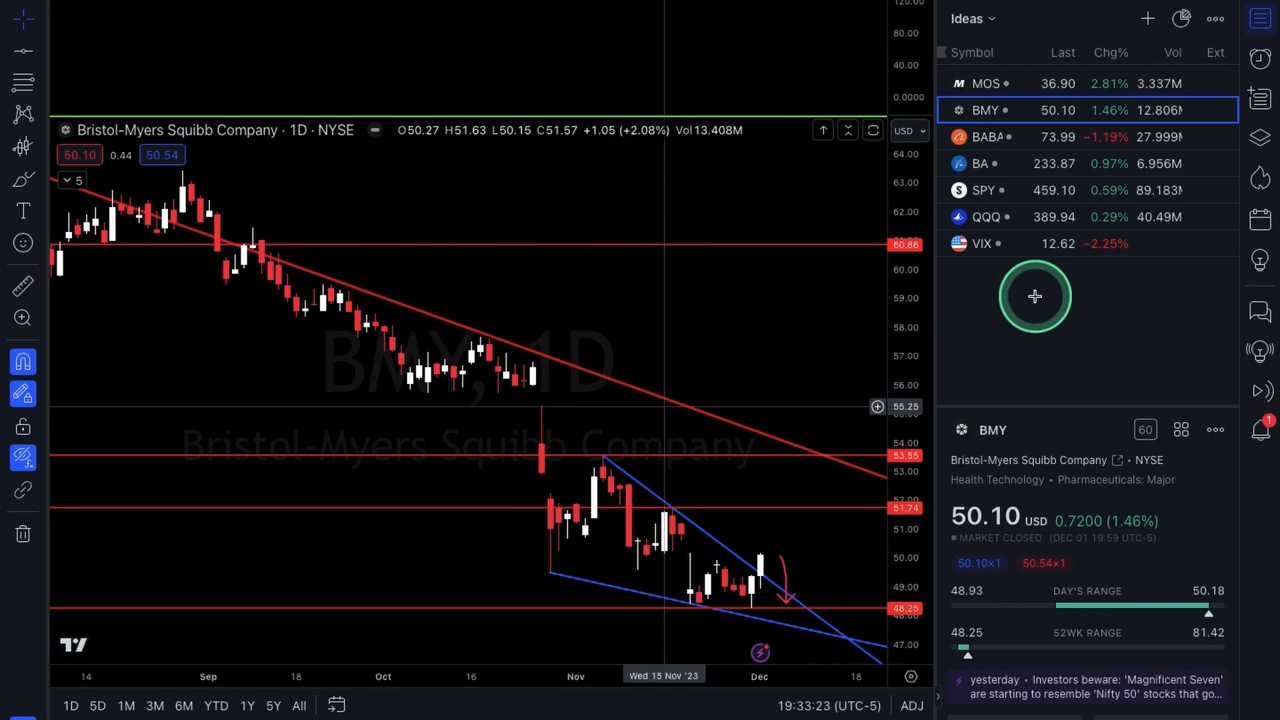 120.00
80.00
40.00
0.0000
Bristol-Myers Squibb Company · 1D · NYSE O50.27 H51.63 L50.15 C51.57 +1.05 (+2.08%) Vol13.408M
USD
50.10 0.44 50.54
5
64.00
63.00
62.00
60.86
60.00
59.00
58.00
57.00
56.00
55.25
54.00
53.55
53.00
51.74
51.00
50.00
49.00
48.25
48.00
47.00
BMY, 1D
Bristol-Myers Squibb Company
14 Sep 18 Oct 16 Nov Wed 15 Nov '23 Dec 18
1D 5D 1M 3M 6M YTD 1Y 5Y All 19:33:23 (UTC-5) ADJ
Ideas
Symbol Last Chg% Vol Ext
MOS 36.90 2.81% 3.337M
BMY 50.10 1.46% 12.806M
BABA 73.99 −1.19% 27.999M
BA 233.87 0.97% 6.956M
SPY 459.10 0.59% 89.183M
QQQ 389.94 0.29% 40.49M
VIX 12.62 −2.25%
BMY 60
Bristol-Myers Squibb Company · NYSE
Health Technology · Pharmaceuticals: Major
50.10 USD 0.7200 (1.46%)
MARKET CLOSED (DEC 01 19:59 UTC-5)
50.10×1 50.54×1
48.93 DAY'S RANGE 50.18
48.25 52WK RANGE 81.42
yesterday · Investors beware: 'Magnificent Seven'
are starting to resemble 'Nifty 50' stocks that go...
1